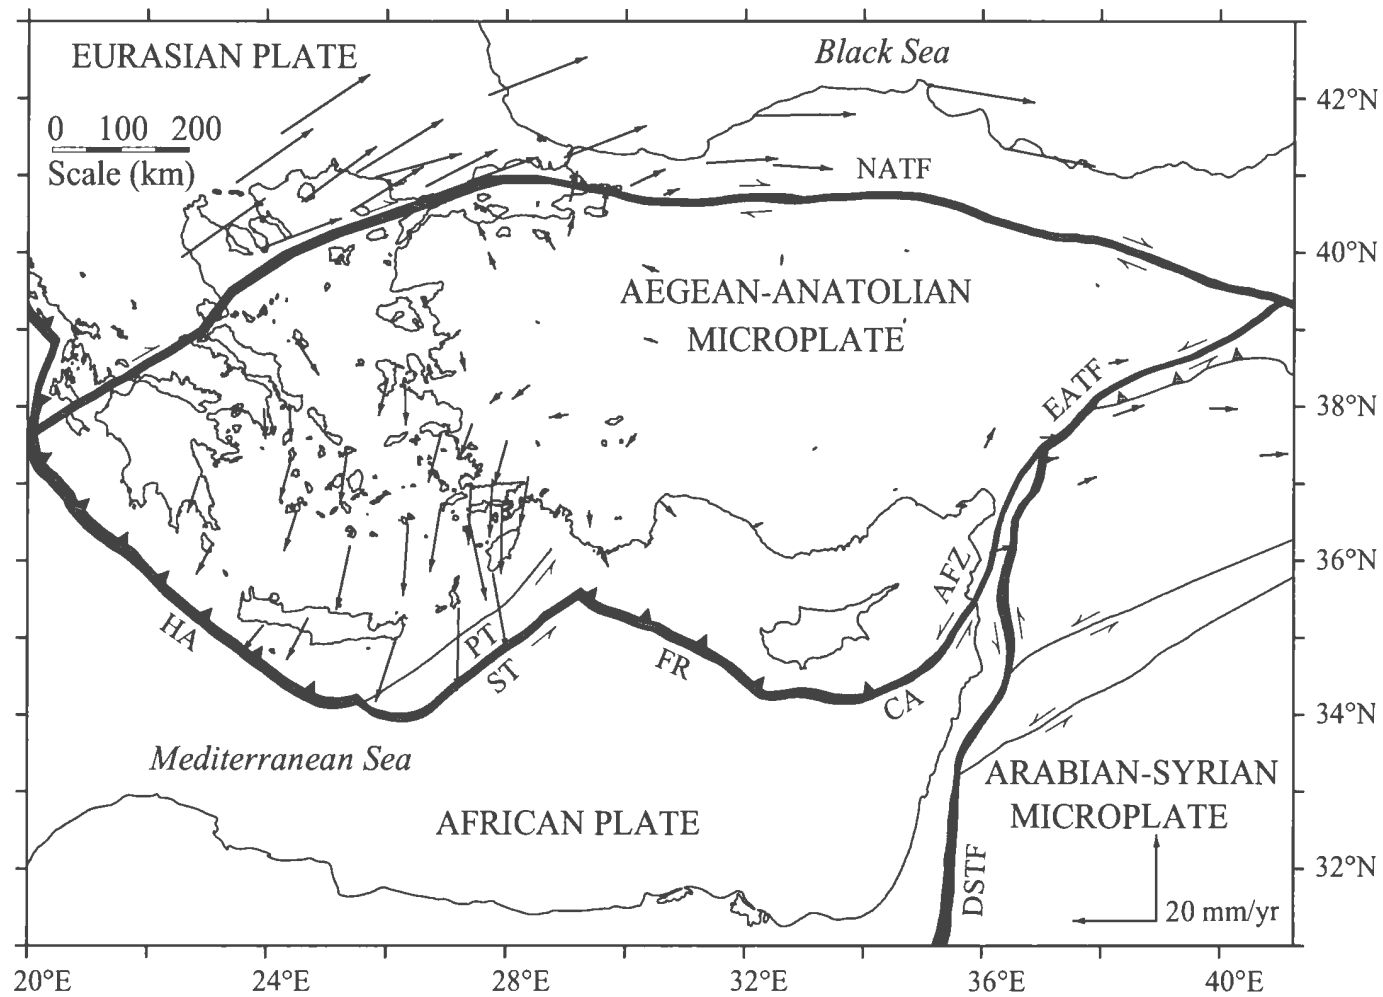 EURASIAN PLATE
Black Sea
0 100 200
Scale (km)
42°N
NATF
40°N
AEGEAN-ANATOLIAN
MICROPLATE
EATF
38°N
36°N
AFZ
HA
PT
ST
FR
CA
34°N
Mediterranean Sea
ARABIAN-SYRIAN
MICROPLATE
AFRICAN PLATE
DSTF
32°N
20 mm/yr
20°E 24°E 28°E 32°E 36°E 40°E